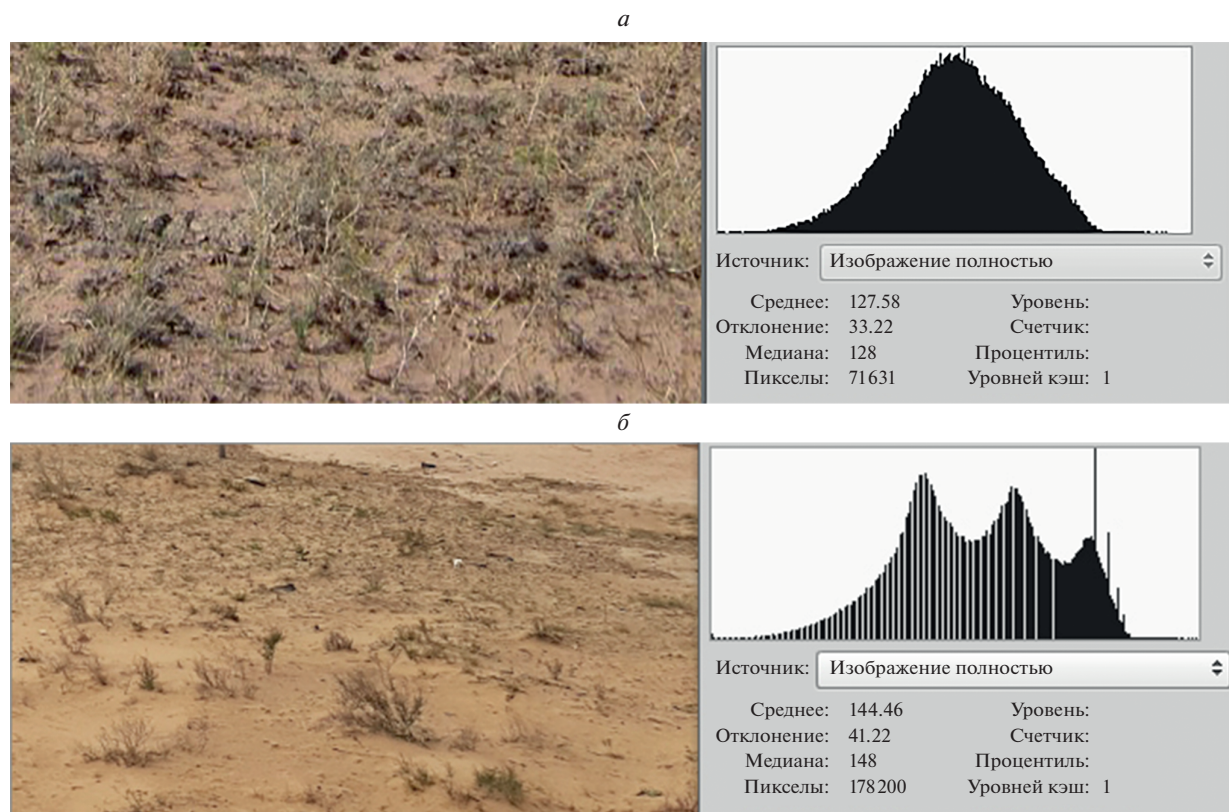 а
Источник: Изображение полностью
Среднее: 127.58 Уровень:
Отклонение: 33.22 Счетчик:
Медиана: 128 Процентиль:
Пикселы: 71631 Уровней кэш: 1
б
Источник: Изображение полностью
Среднее: 144.46 Уровень:
Отклонение: 41.22 Счетчик:
Медиана: 148 Процентиль:
Пикселы: 178200 Уровней кэш: 1